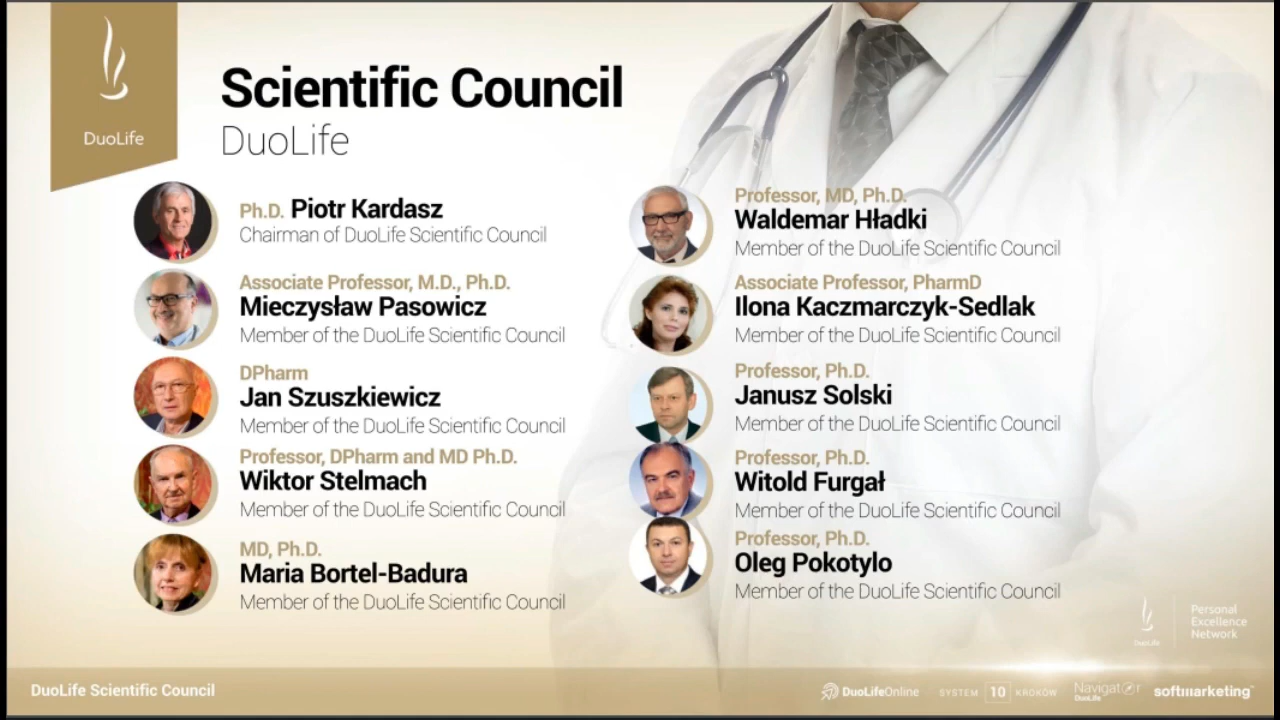 DuoLife
Scientific Council
DuoLife
Ph.D. Piotr Kardasz
Chairman of DuoLife Scientific Council
Associate Professor, M.D., Ph.D.
Mieczysław Pasowicz
Member of the DuoLife Scientific Council
DPharm
Jan Szuszkiewicz
Member of the DuoLife Scientific Council
Professor, DPharm and MD Ph.D.
Wiktor Stelmach
Member of the DuoLife Scientific Council
MD, Ph.D.
Maria Bortel-Badura
Member of the DuoLife Scientific Council
Professor, MD, Ph.D.
Waldemar Hładki
Member of the DuoLife Scientific Council
Associate Professor, PharmD
Ilona Kaczmarczyk-Sedlak
Member of the DuoLife Scientific Council
Professor, Ph.D.
Janusz Solski
Member of the DuoLife Scientific Council
Professor, Ph.D.
Witold Furgał
Member of the DuoLife Scientific Council
Professor, Ph.D.
Oleg Pokotylo
Member of the DuoLife Scientific Council
DuoLife
Personal
Excellence
Network
DuoLife Scientific Council
DuoLifeOnline
SYSTEM 10 KROKÓW
Navigator
DuoLife
softmarketing